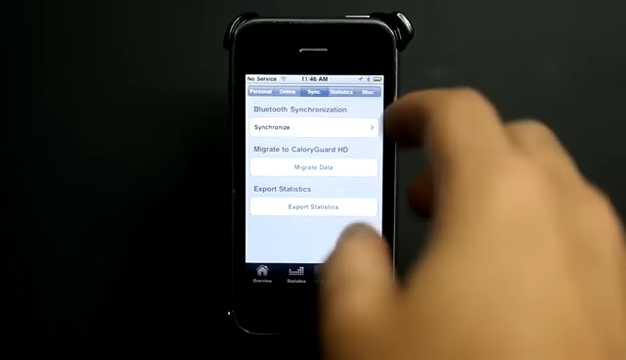 No Service 11:46 AM
Personal Online Sync. Statistics Misc
Bluetooth Synchronization
Synchronize
Migrate to CaloryGuard HD
Migrate Data
Export Statistics
Export Statistics
Overview Statistics